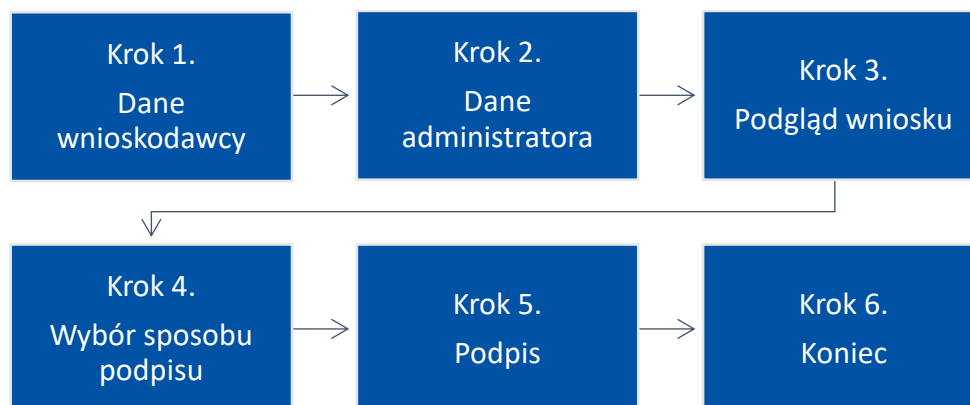 Krok 1.
Dane
wnioskodawcy
Krok 2.
Dane
administratora
Krok 3.
Podgląd wniosku
Krok 4.
Wybór sposobu
podpisu
Krok 5.
Podpis
Krok 6.
Koniec